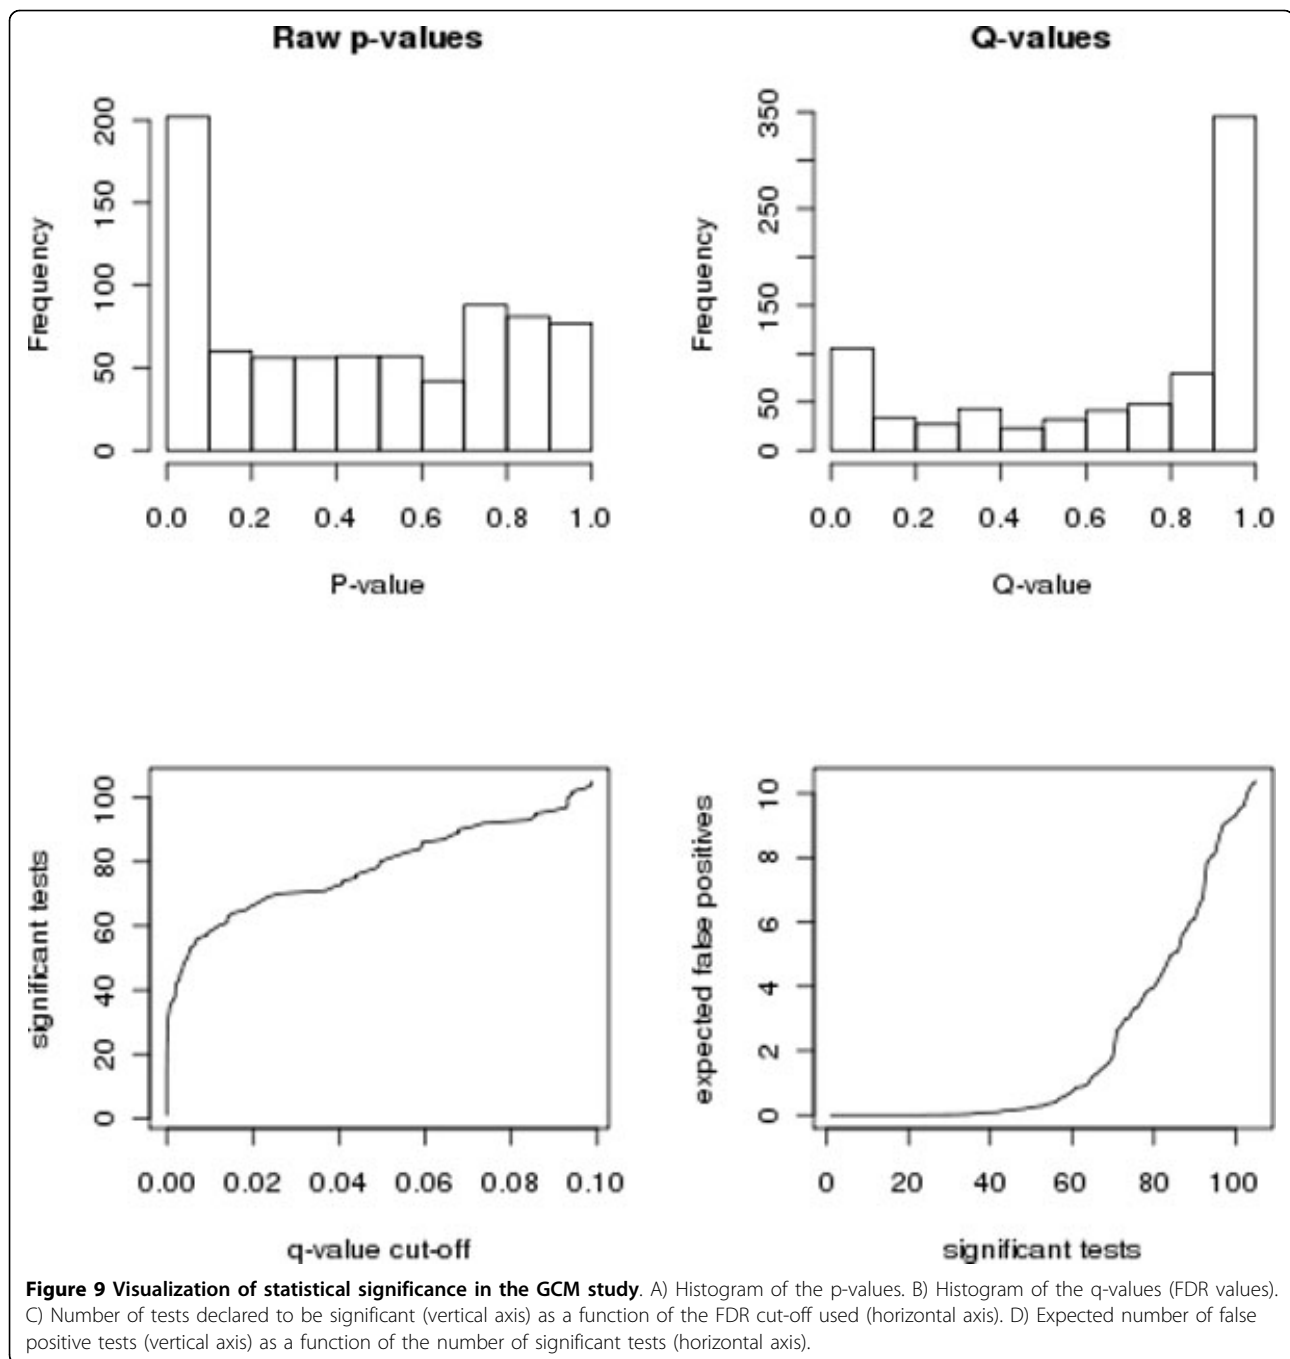 Raw p-values
Frequency
0 50 100 150 200
0.0 0.2 0.4 0.6 0.8 1.0
P-value
Q-values
Frequency
0 50 150 250 350
0.0 0.2 0.4 0.6 0.8 1.0
Q-value
significant tests
0 20 40 60 80 100
0.00 0.02 0.04 0.06 0.08 0.10
q-value cut-off
expected false positives
0 2 4 6 8 10
0 20 40 60 80 100
significant tests
Figure 9 Visualization of statistical significance in the GCM study. A) Histogram of the p-values. B) Histogram of the q-values (FDR values).
C) Number of tests declared to be significant (vertical axis) as a function of the FDR cut-off used (horizontal axis). D) Expected number of false
positive tests (vertical axis) as a function of the number of significant tests (horizontal axis).